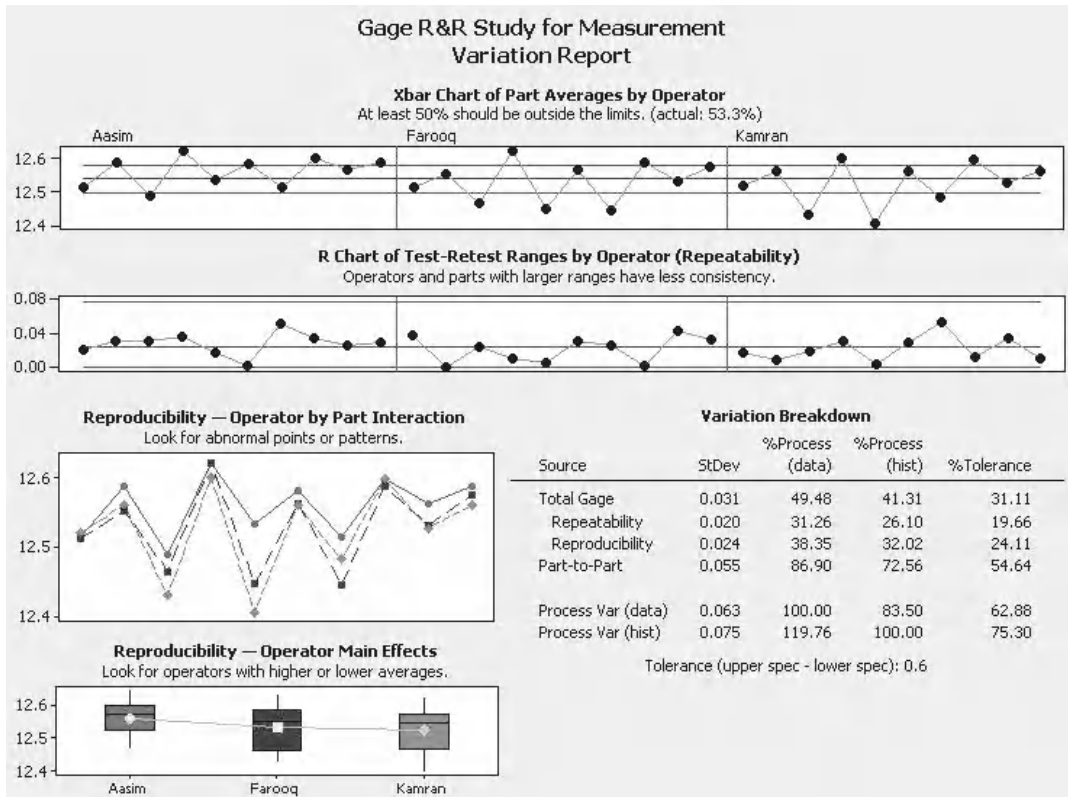 Gage R&R Study for Measurement
Variation Report
Xbar Chart of Part Averages by Operator
At least 50% should be outside the limits. (actual: 53.3%)
Aasim Farooq Kamran
12.6
12.5
12.4
R Chart of Test-Retest Ranges by Operator (Repeatability)
Operators and parts with larger ranges have less consistency.
0.08
0.04
0.00
Reproducibility — Operator by Part Interaction
Look for abnormal points or patterns.
12.6
12.5
12.4
Reproducibility — Operator Main Effects
Look for operators with higher or lower averages.
12.6
12.5
12.4
Aasim Farooq Kamran
Variation Breakdown
%Process %Process
Source StDev (data) (hist) %Tolerance
Total Gage 0.031 49.48 41.31 31.11
Repeatability 0.020 31.26 26.10 19.66
Reproducibility 0.024 38.35 32.02 24.11
Part-to-Part 0.055 86.90 72.56 54.64
Process Var (data) 0.063 100.00 83.50 62.88
Process Var (hist) 0.075 119.76 100.00 75.30
Tolerance (upper spec - lower spec): 0.6